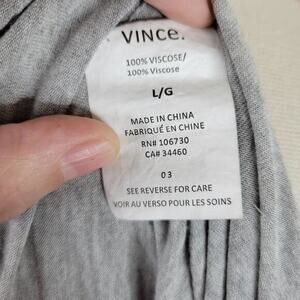 VINCE.
100% VISCOSE/
100% Viscose
L/G
MADE IN CHINA
FABRIQUÉ EN CHINE
RN# 106730
CA# 34460
03
SEE REVERSE FOR CARE
VOIR AU VERSO POUR LES SOINS